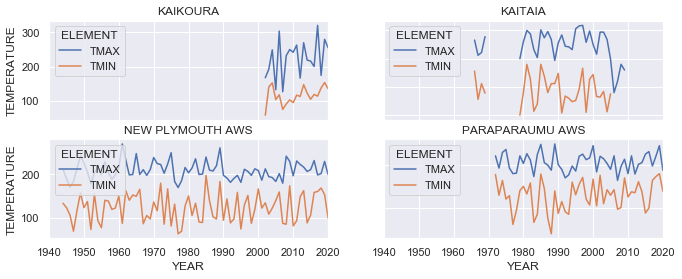 KAIKOURA
TEMPERATURE
300
200
100
ELEMENT
TMAX
TMIN
KAITAIA
ELEMENT
TMAX
TMIN
NEW PLYMOUTH AWS
TEMPERATURE
200
100
ELEMENT
TMAX
TMIN
1940 1950 1960 1970 1980 1990 2000 2010 2020
YEAR
PARAPARAUMU AWS
ELEMENT
TMAX
TMIN
1940 1950 1960 1970 1980 1990 2000 2010 2020
YEAR